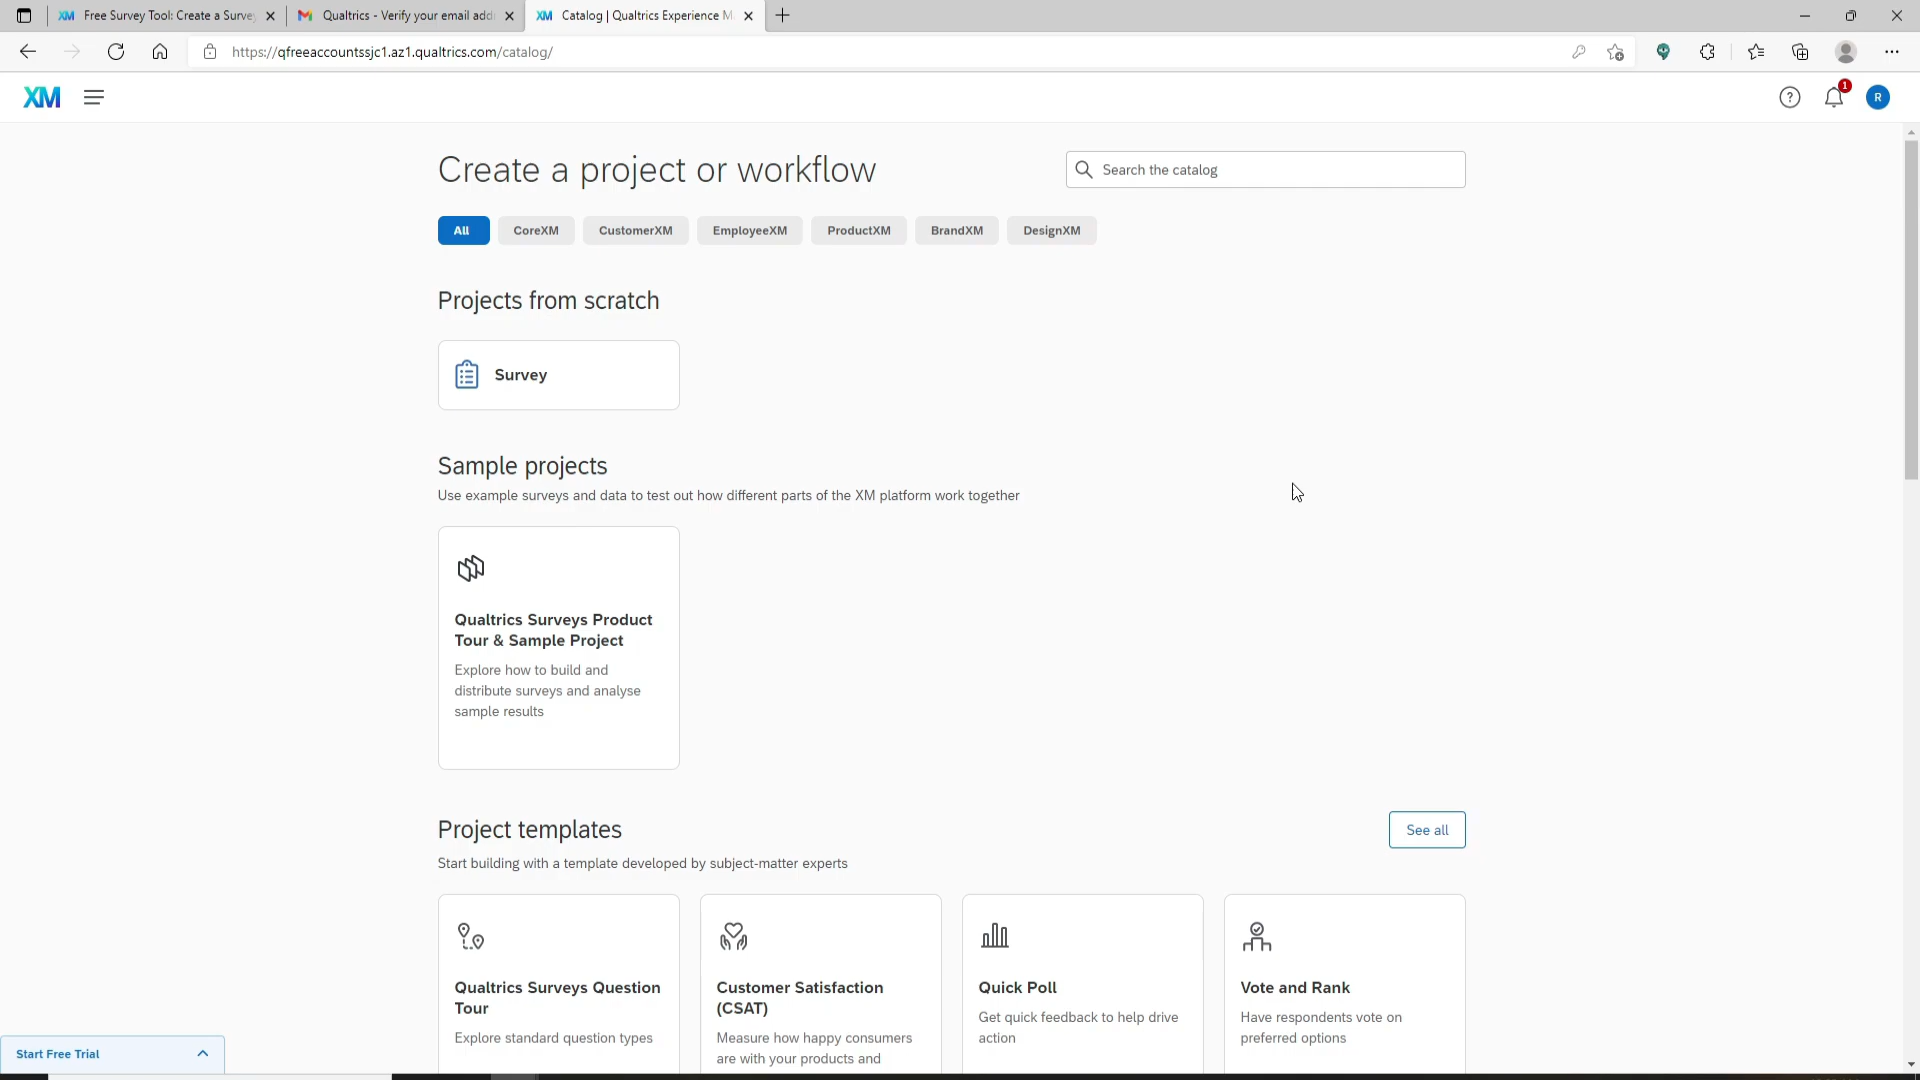 Free Survey Tool: Create a Survey
Qualtrics - Verify your email addr
Catalog | Qualtrics Experience M
https://qfreeaccountssjc1.az1.qualtrics.com/catalog/
XM
1
R
Create a project or workflow
Search the catalog
All
CoreXM
CustomerXM
EmployeeXM
ProductXM
BrandXM
DesignXM
Projects from scratch
Survey
Sample projects
Use example surveys and data to test out how different parts of the XM platform work together
Qualtrics Surveys Product
Tour & Sample Project
Explore how to build and
distribute surveys and analyse
sample results
Project templates
See all
Start building with a template developed by subject-matter experts
Qualtrics Surveys Question
Tour
Explore standard question types
Customer Satisfaction
(CSAT)
Measure how happy consumers
are with your products and
Quick Poll
Get quick feedback to help drive
action
Vote and Rank
Have respondents vote on
preferred options
Start Free Trial